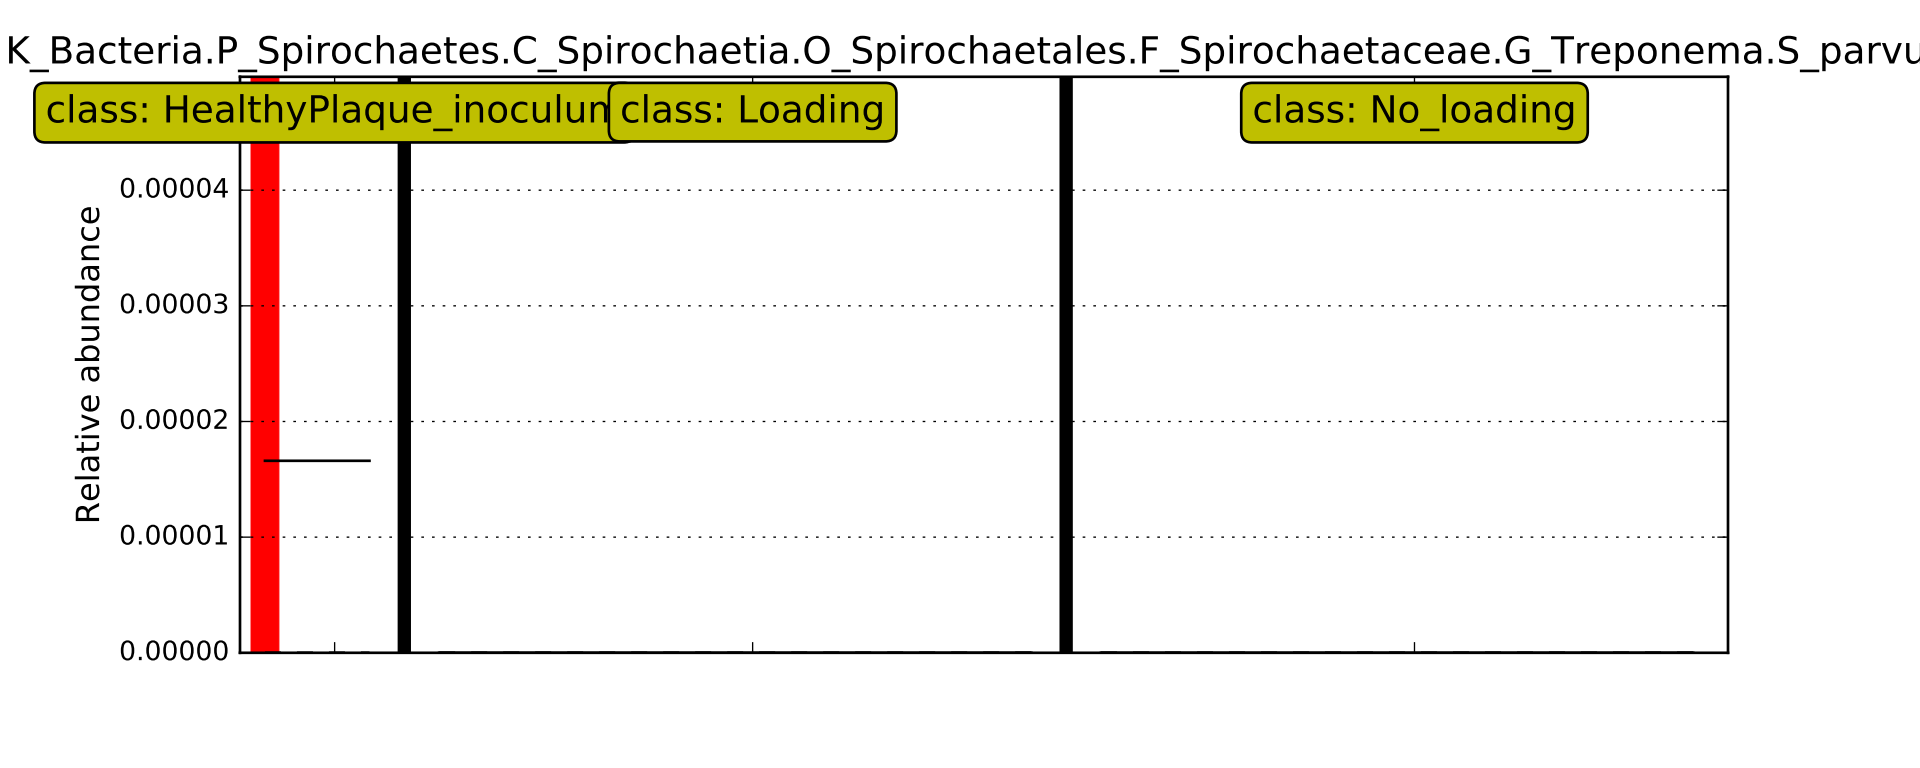 K_Bacteria.P_Spirochaetes.C_Spirochaetia.O_Spirochaetales.F_Spirochaetaceae.G_Treponema.S_parvu
class: HealthyPlaque_inoculum class: Loading class: No_loading
0.00004
0.00003
0.00002
0.00001
0.00000
Relative abundance